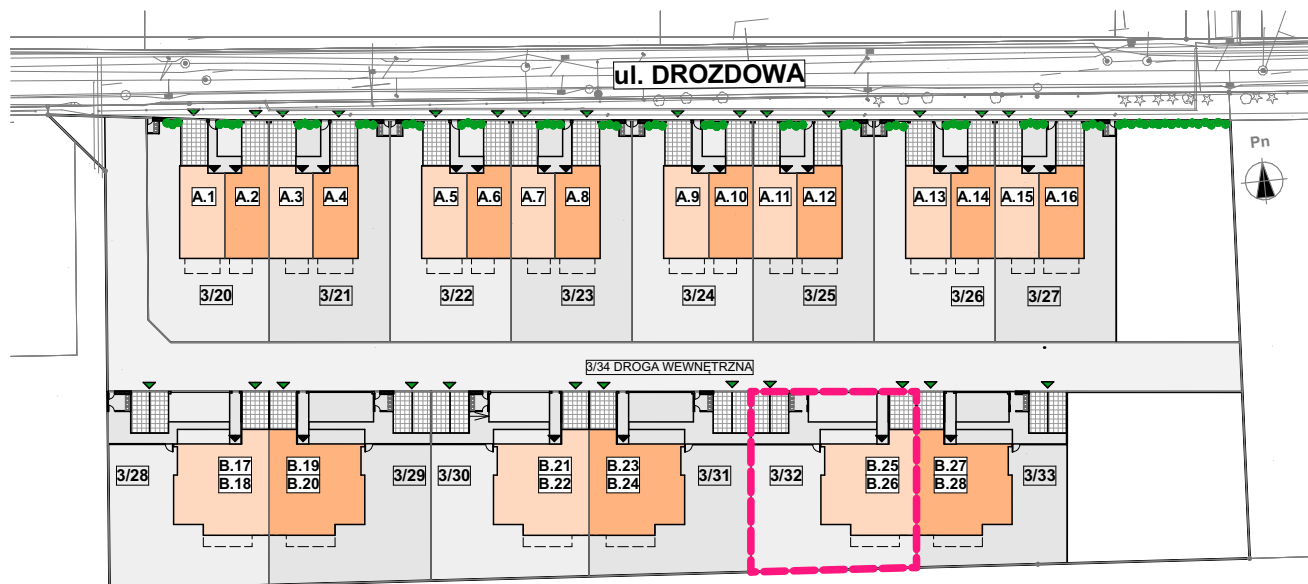 ul. DROZDOWA
Pn
A.1 A.2 A.3 A.4 A.5 A.6 A.7 A.8 A.9 A.10 A.11 A.12 A.13 A.14 A.15 A.16
3/20 3/21 3/22 3/23 3/24 3/25 3/26 3/27
3/34 DROGA WEWNĘTRZNA
3/28 B.17 B.19 3/29 3/30 B.21 B.23 3/31 3/32 B.25 B.27 3/33
B.18 B.20 B.22 B.24 B.26 B.28